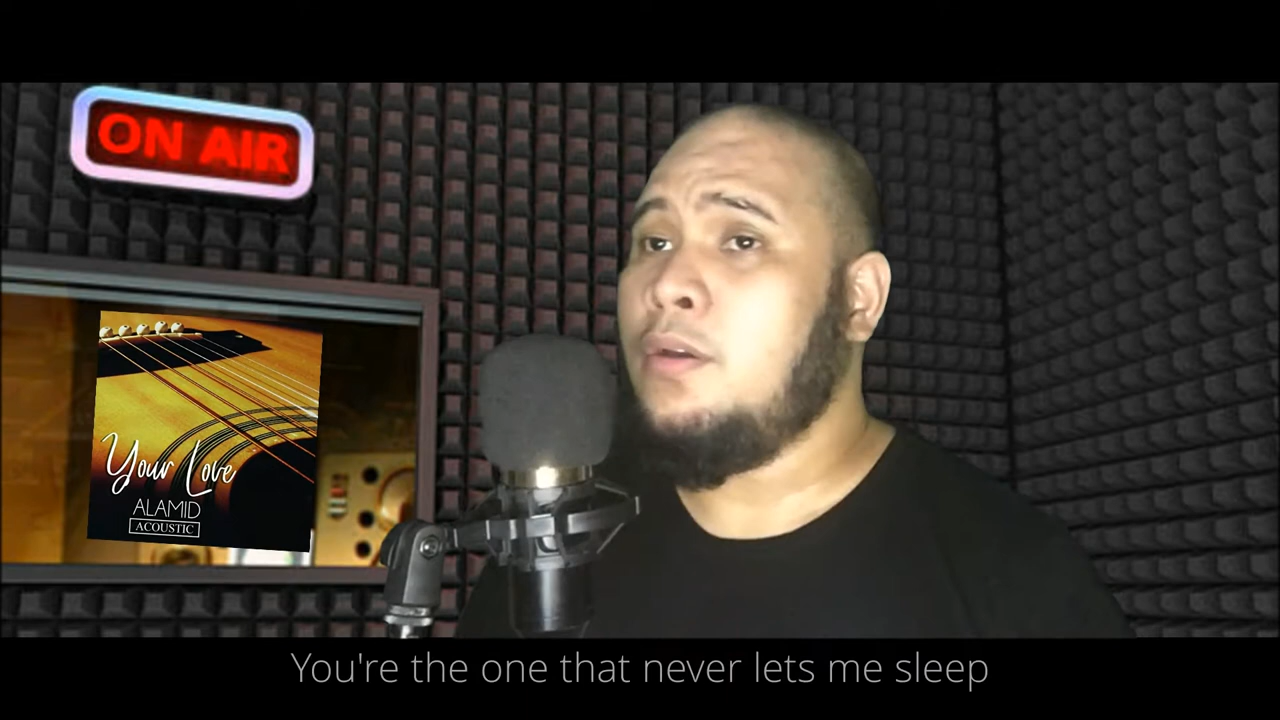 ON AIR
Your Love
ALAMID
ACOUSTIC
You're the one that never lets me sleep